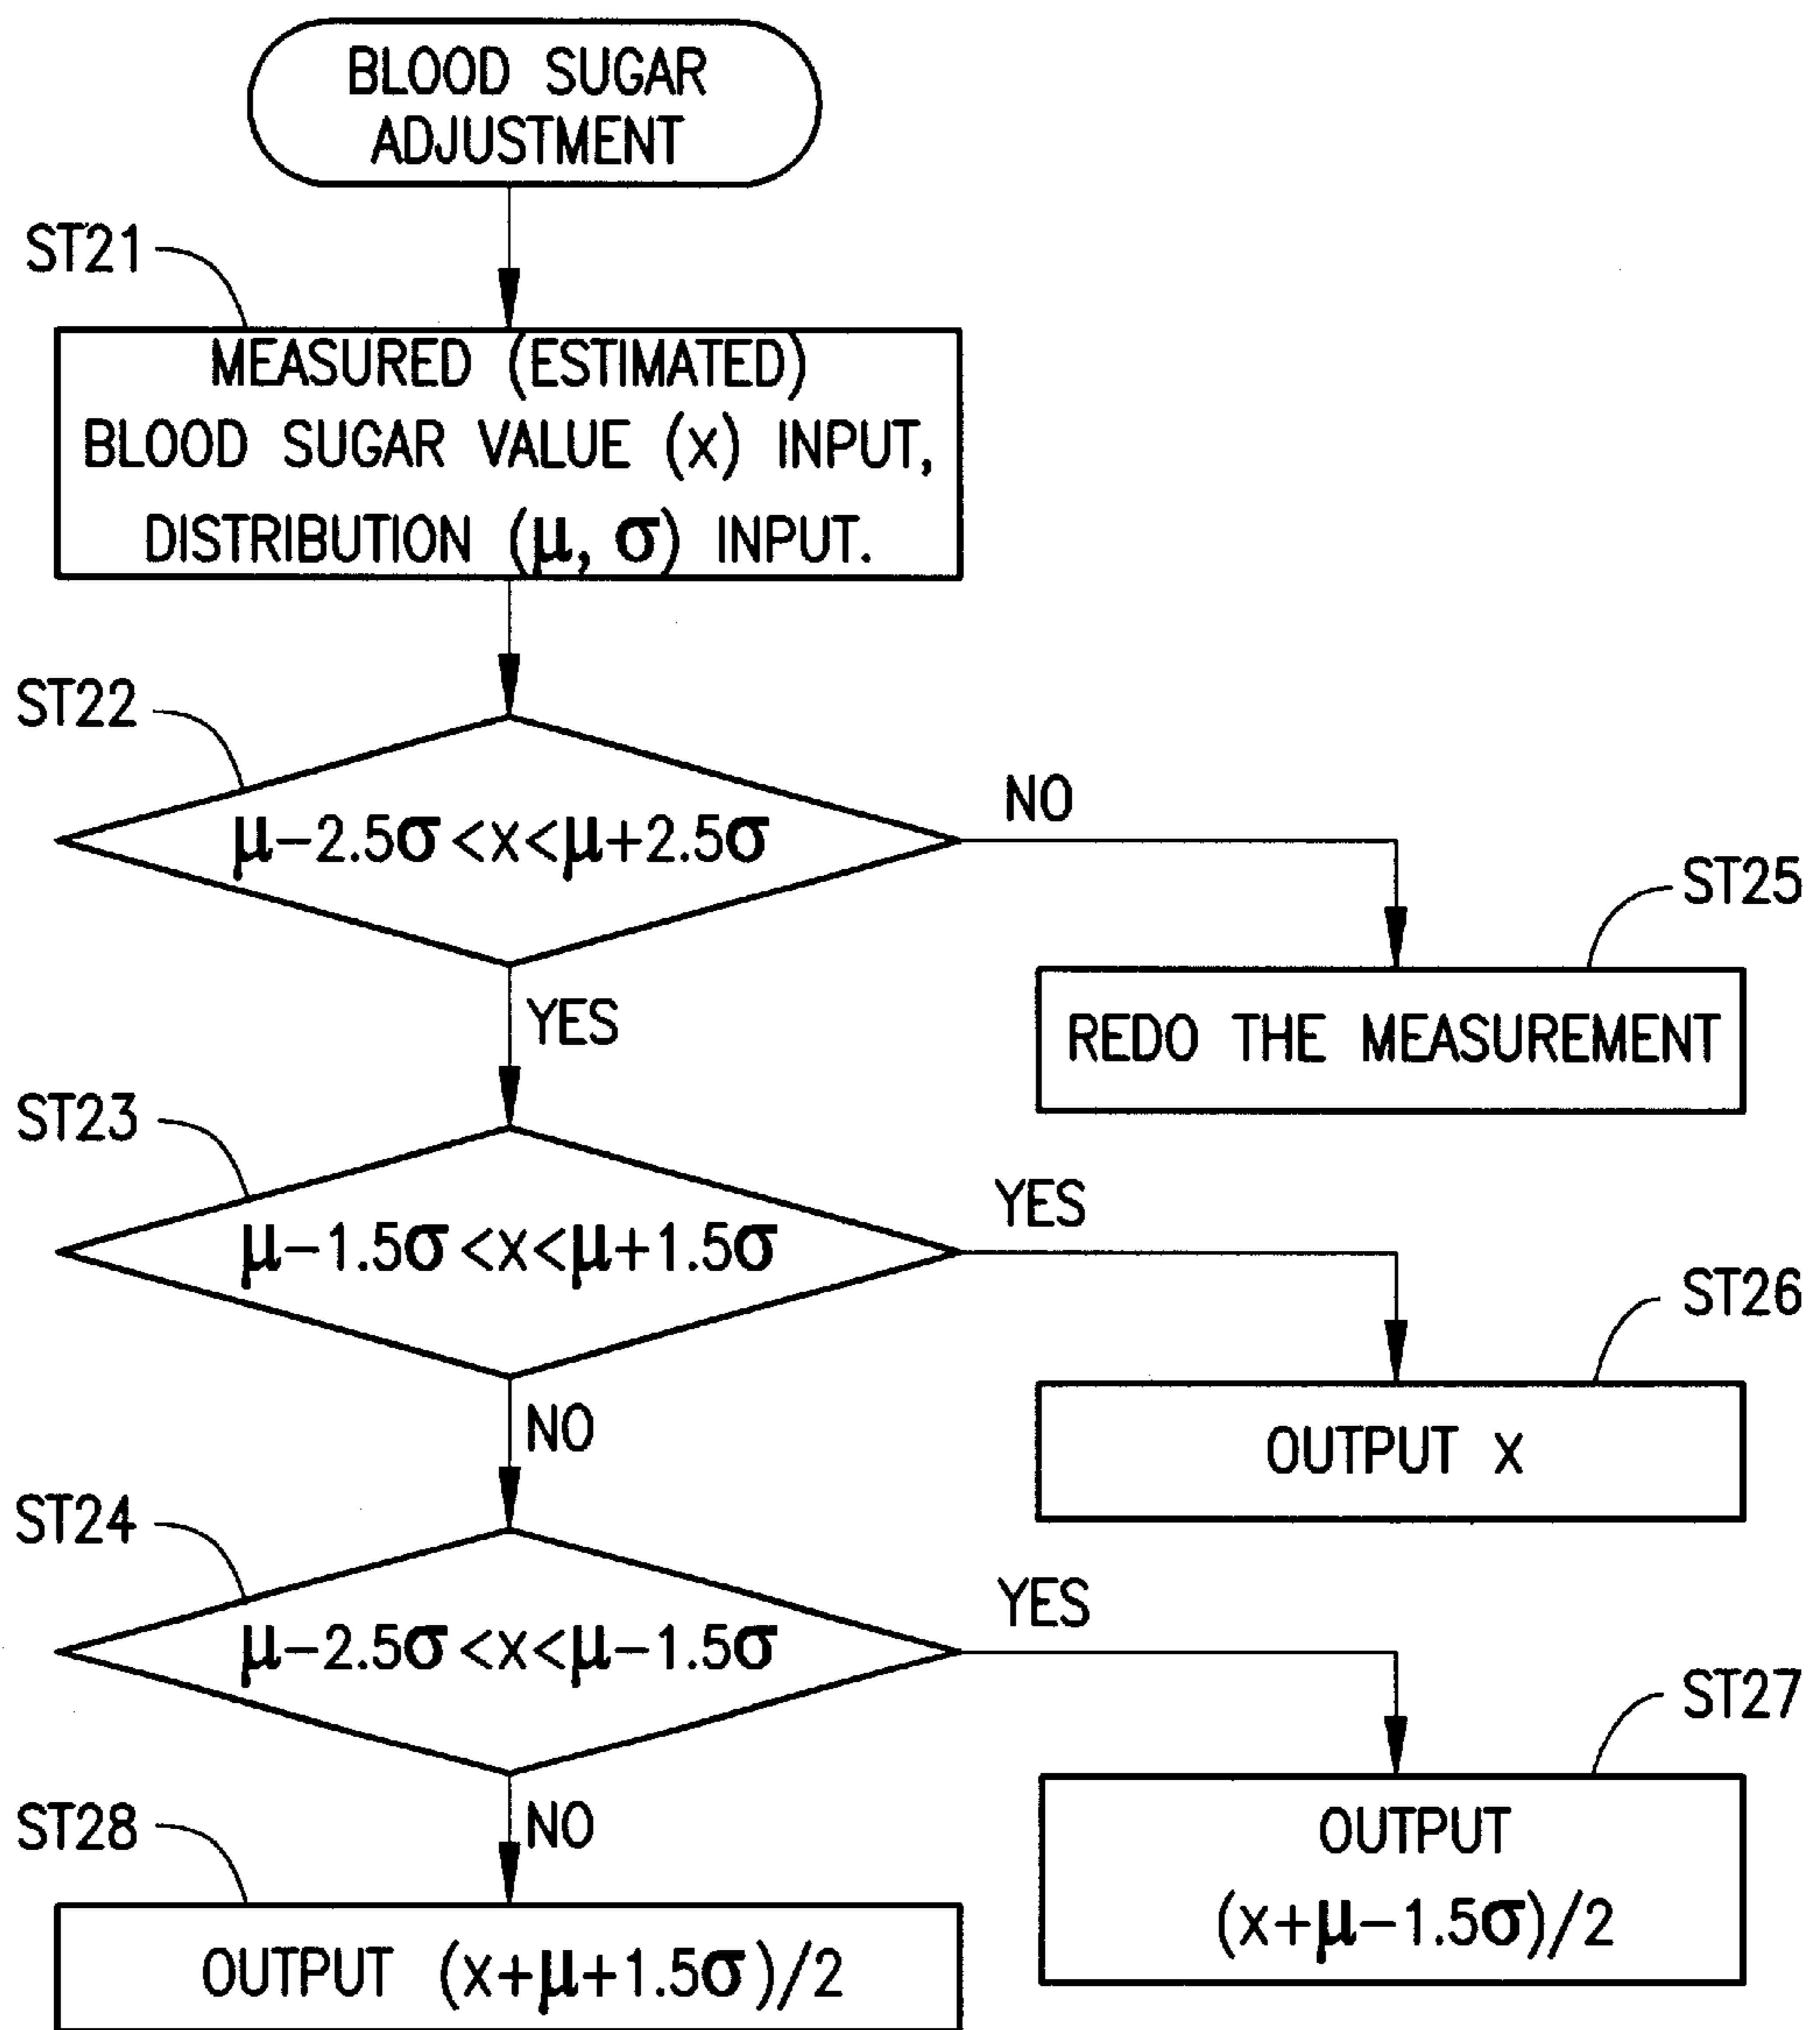 BLOOD SUGAR
ADJUSTMENT
ST21
MEASURED (ESTIMATED)
BLOOD SUGAR VALUE (x) INPUT,
DISTRIBUTION (μ, σ) INPUT.
ST22
μ-2.5σ<x<μ+2.5σ
NO
ST25
REDO THE MEASUREMENT
YES
ST23
μ-1.5σ<x<μ+1.5σ
YES
ST26
OUTPUT x
NO
ST24
μ-2.5σ<x<μ-1.5σ
YES
ST27
OUTPUT
(x+μ-1.5σ)/2
NO
ST28
OUTPUT (x+μ+1.5σ)/2